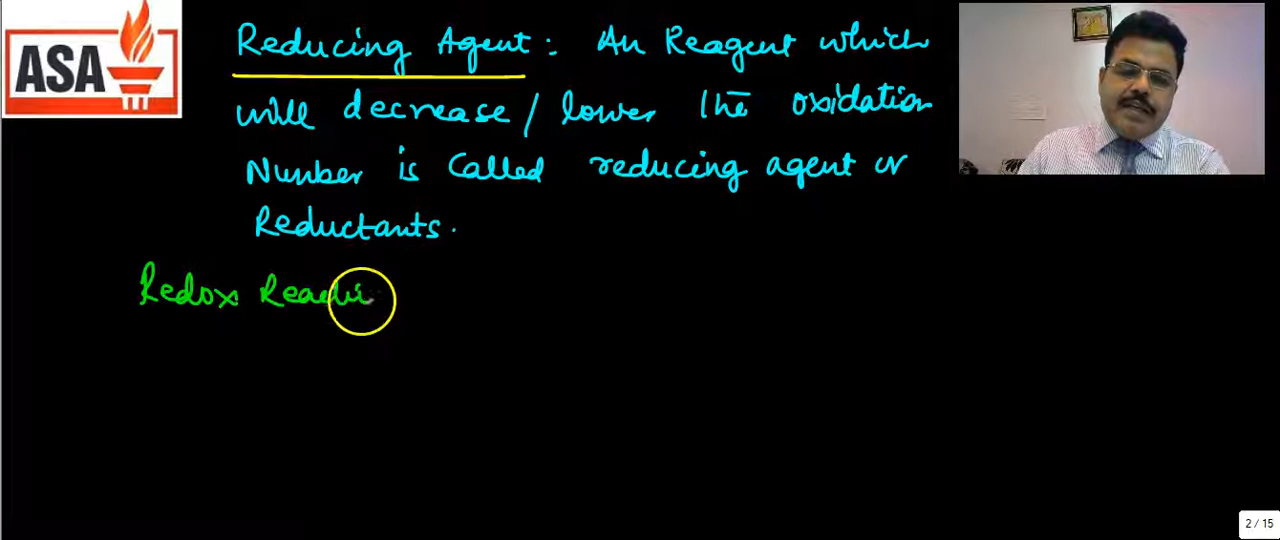 ASA
Reducing Agent: An Reagent which
will decrease/lower the oxidation
Number is called reducing agent or
Reductants.
Redox Reacti
2 / 15